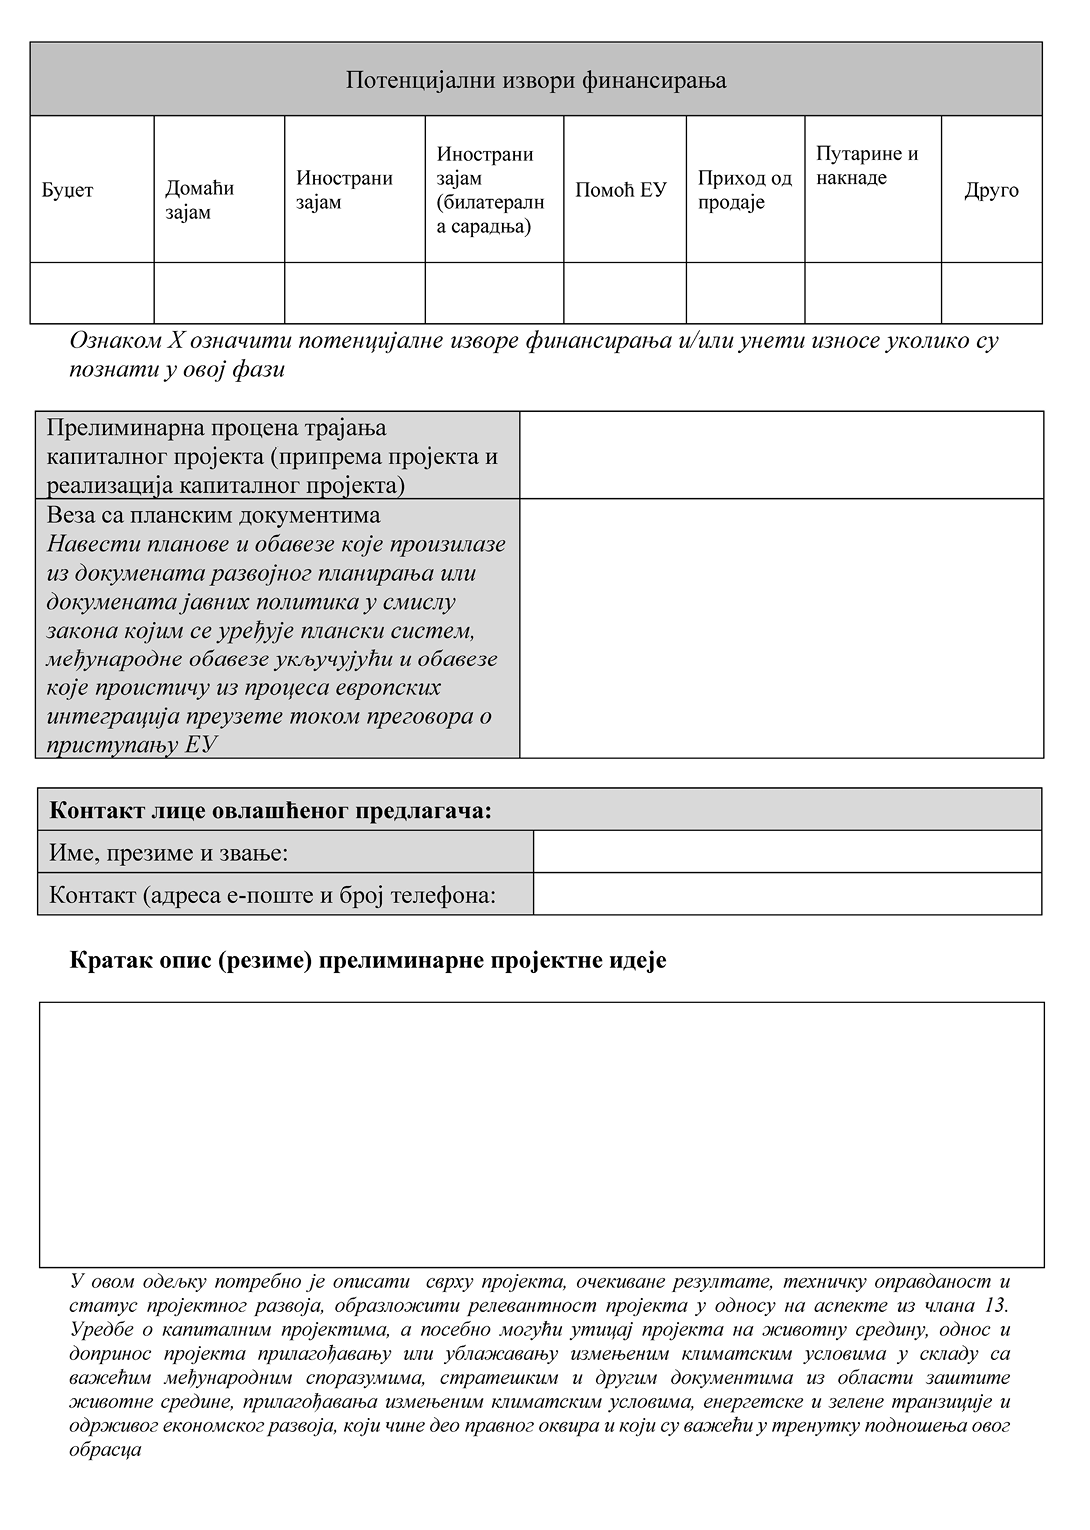 Потенцијални извори финансирања
Буџет
Домаћи
зајам
Инострани
зајам
Инострани
зајам
(билатералн
а сарадња)
Помоћ ЕУ
Приход од
продаје
Путарине и
накнаде
Друго
Ознаком X означити потенцијалне изворе финансирања и/или унети износе уколико су
познати у овој фази
Прелиминарна процена трајања
капиталног пројекта (припрема пројекта и
реализација капиталног пројекта)
Веза са планским документима
Навести планове и обавезе које произилазе
из докумената развојног планирања или
докумената јавних политика у смислу
закона којим се уређује плански систем,
међународне обавезе укључујући и обавезе
које проистичу из процеса европских
интеграција преузете током преговора о
приступању ЕУ
Контакт лице овлашћеног предлагача:
Име, презиме и звање:
Контакт (адреса е-поште и број телефона:
Кратак опис (резиме) прелиминарне пројектне идеје
У овом одељку потребно је описати сврху пројекта, очекиване резултате, техничку оправданост и
статус пројектног развоја, образложити релевантност пројекта у односу на аспекте из члана 13.
Уредбе о капиталним пројектима, а посебно могући утицај пројекта на животну средину, однос и
допринос пројекта прилагођавању или ублажавању измењеним климатским условима у складу са
важећим међународним споразумима, стратешким и другим документима из области заштите
животне средине, прилагођавања измењеним климатским условима, енергетске и зелене транзиције и
одрживог економског развоја, који чине део правног оквира и који су важећи у тренутку подношења овог
обрасца